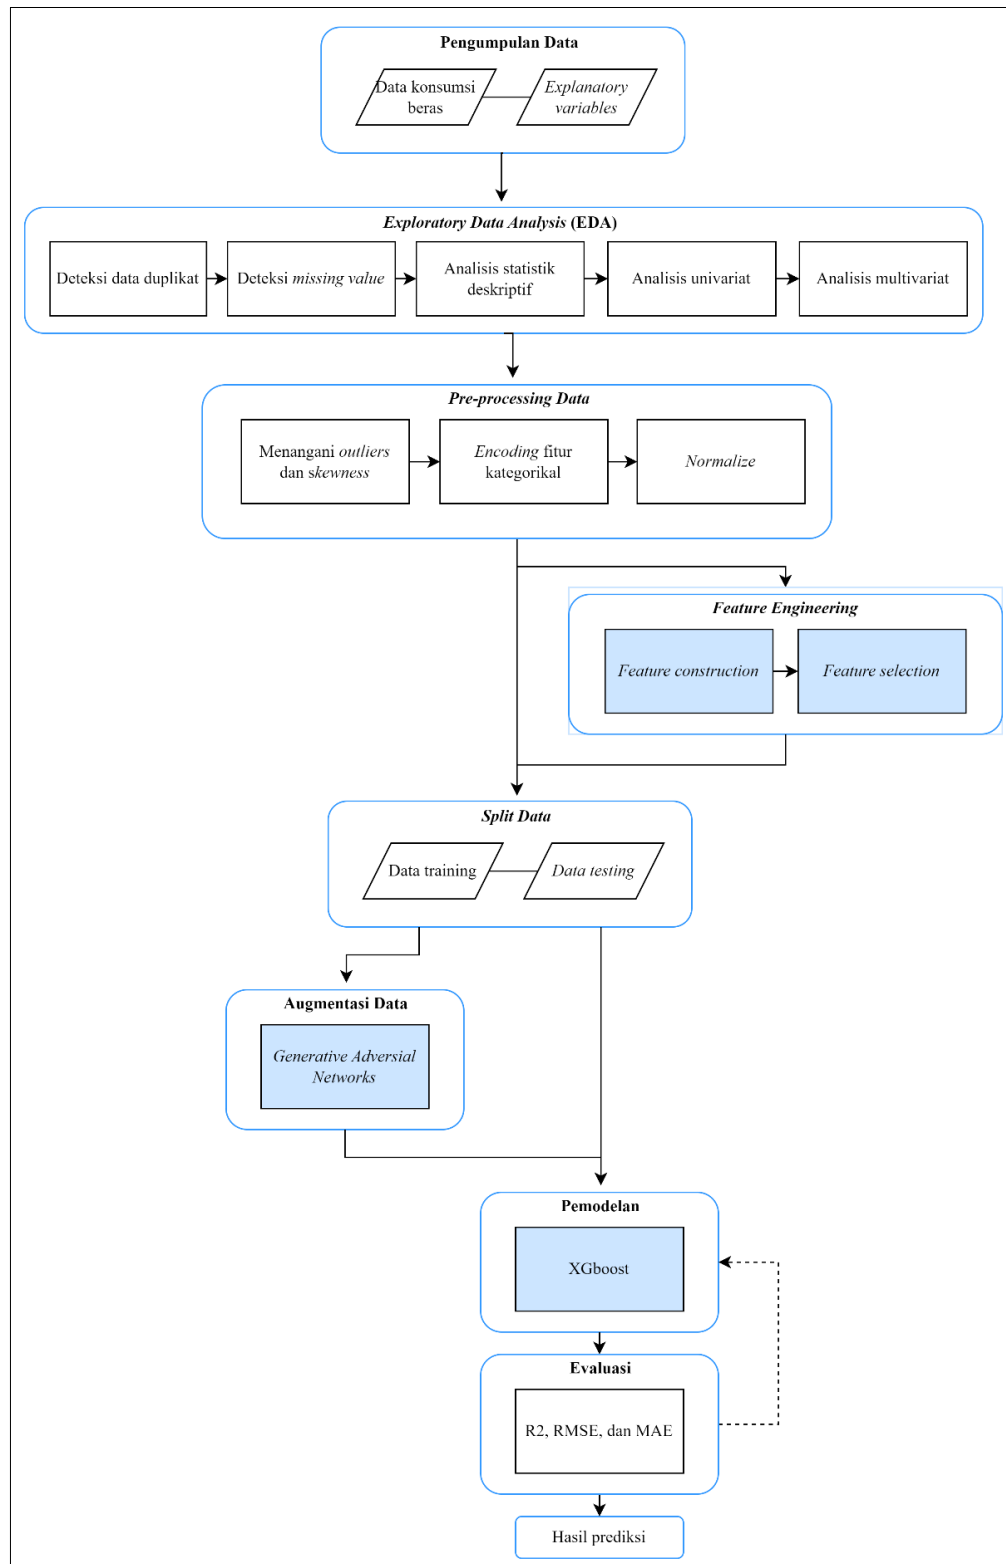 Pengumpulan Data
Data konsumsi
beras
Explanatory
variables
Exploratory Data Analysis (EDA)
Deteksi data duplikat
Deteksi missing value
Analisis statistik
deskriptif
Analisis univariat
Analisis multivariat
Pre-processing Data
Menangani outliers
dan skewness
Encoding fitur
kategorikal
Normalize
Feature Engineering
Feature construction
Feature selection
Split Data
Data training
Data testing
Augmentasi Data
Generative Adversial
Networks
Pemodelan
XGboost
Evaluasi
R2, RMSE, dan MAE
Hasil prediksi